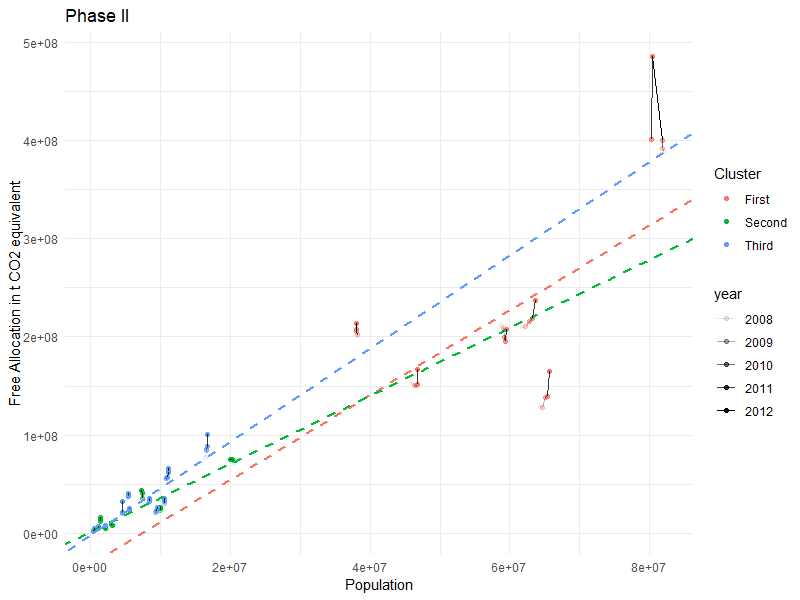 Phase II
5e+08
4e+08
3e+08
2e+08
1e+08
0e+00
Free Allocation in t CO2 equivalent
0e+00 2e+07 4e+07 6e+07 8e+07
Population
Cluster
First
Second
Third
year
2008
2009
2010
2011
2012